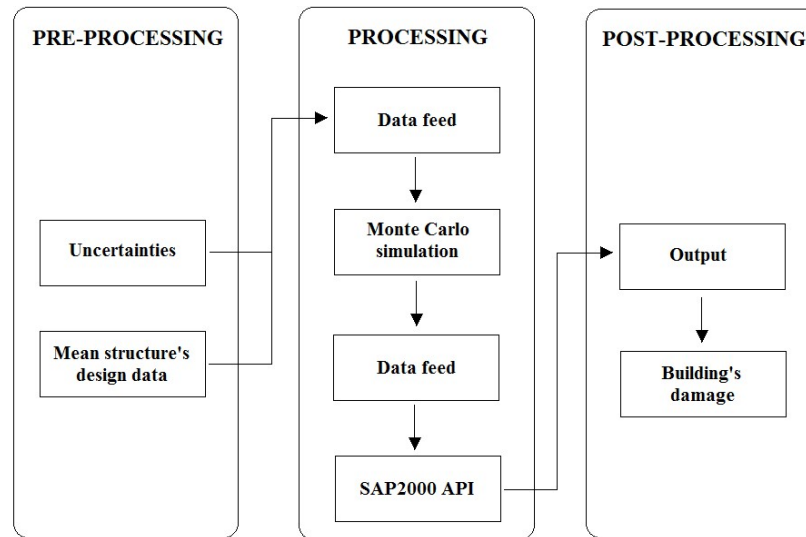 PRE-PROCESSING
Uncertainties
Mean structure's
design data
PROCESSING
Data feed
Monte Carlo
simulation
Data feed
SAP2000 API
POST-PROCESSING
Output
Building's
damage